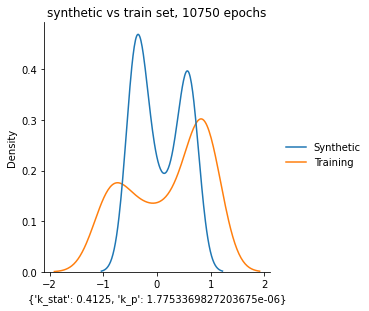 synthetic vs train set, 10750 epochs
Density
0.4
0.3
0.2
0.1
0.0
−2
−1
0
1
2
Synthetic
Training
{'k_stat': 0.4125, 'k_p': 1.7753369827203675e-06}